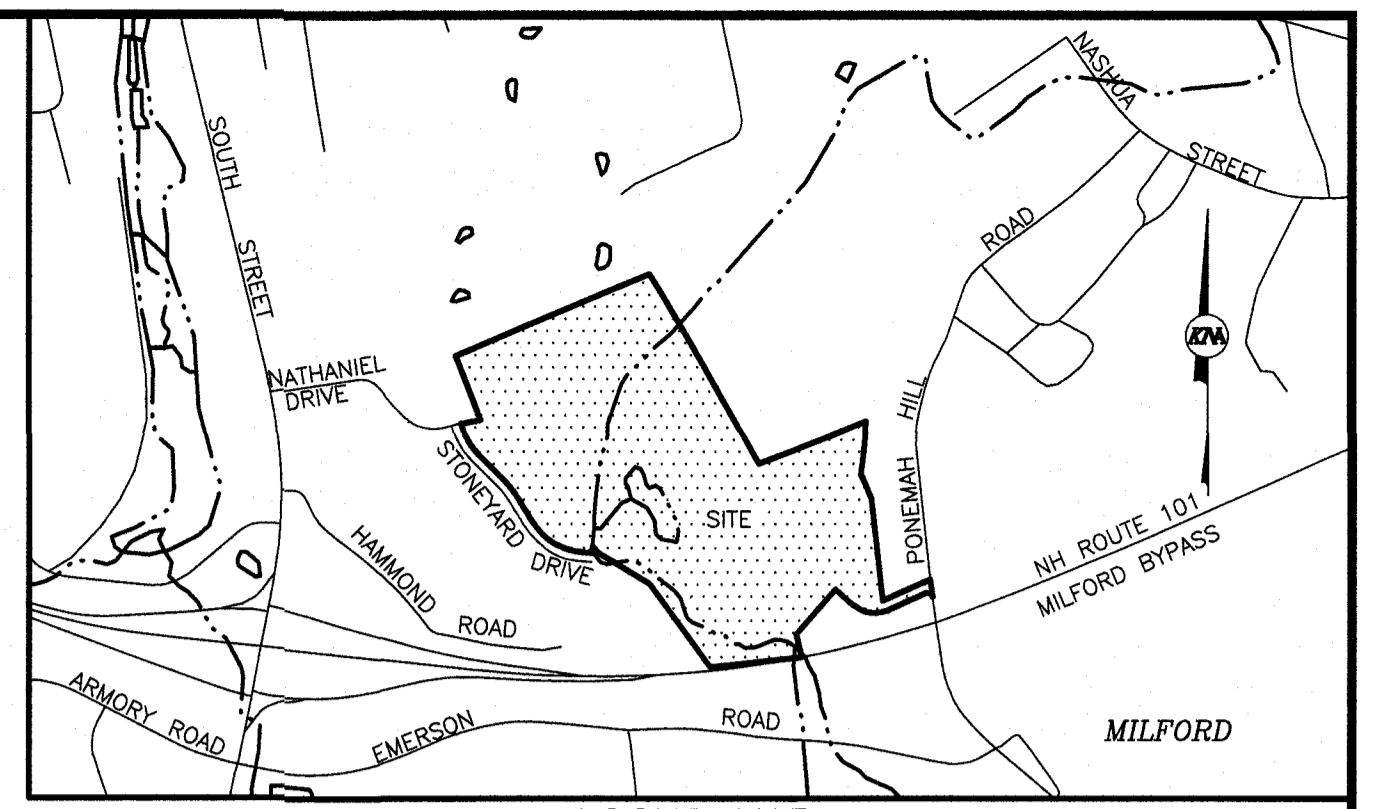 NASHUA
STREET
SOUTH
STREET
ROAD
KNA
NATHANIEL
DRIVE
PONEMAH HILL
STONEYARD DRIVE
SITE
NH ROUTE 101
MILFORD BYPASS
HAMMOND
ROAD
ARMORY ROAD
EMERSON
ROAD
MILFORD